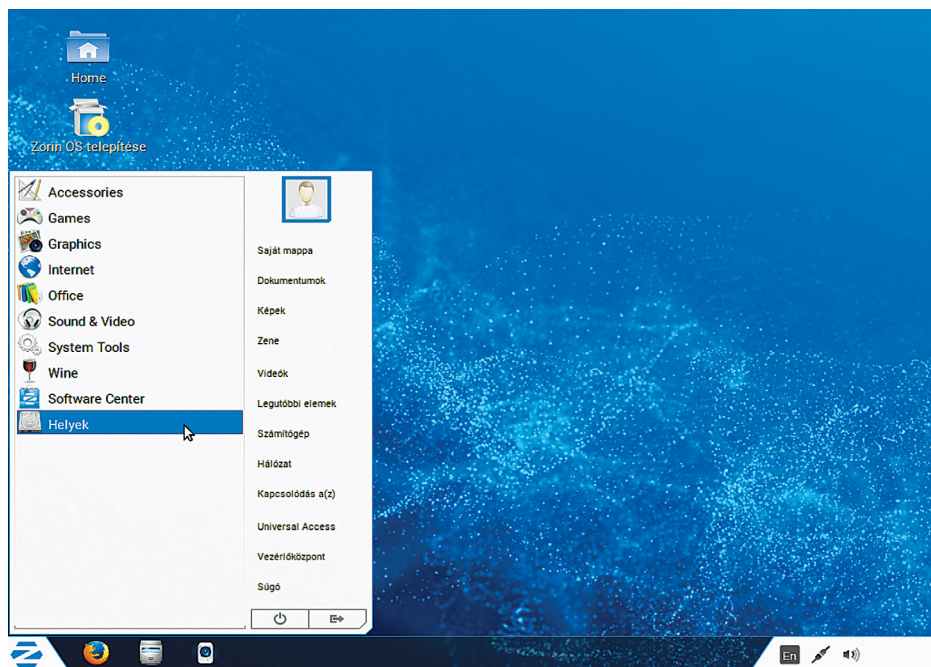 Home
Zorin OS telepítése
Accessories
Games
Graphics
Internet
Office
Sound & Video
System Tools
Wine
Software Center
Helyek
Saját mappa
Dokumentumok
Képek
Zene
Videók
Legutóbbi elemek
Számítógép
Hálózat
Kapcsolódás a(z)
Universal Access
Vezérlőközpont
Súgó
En